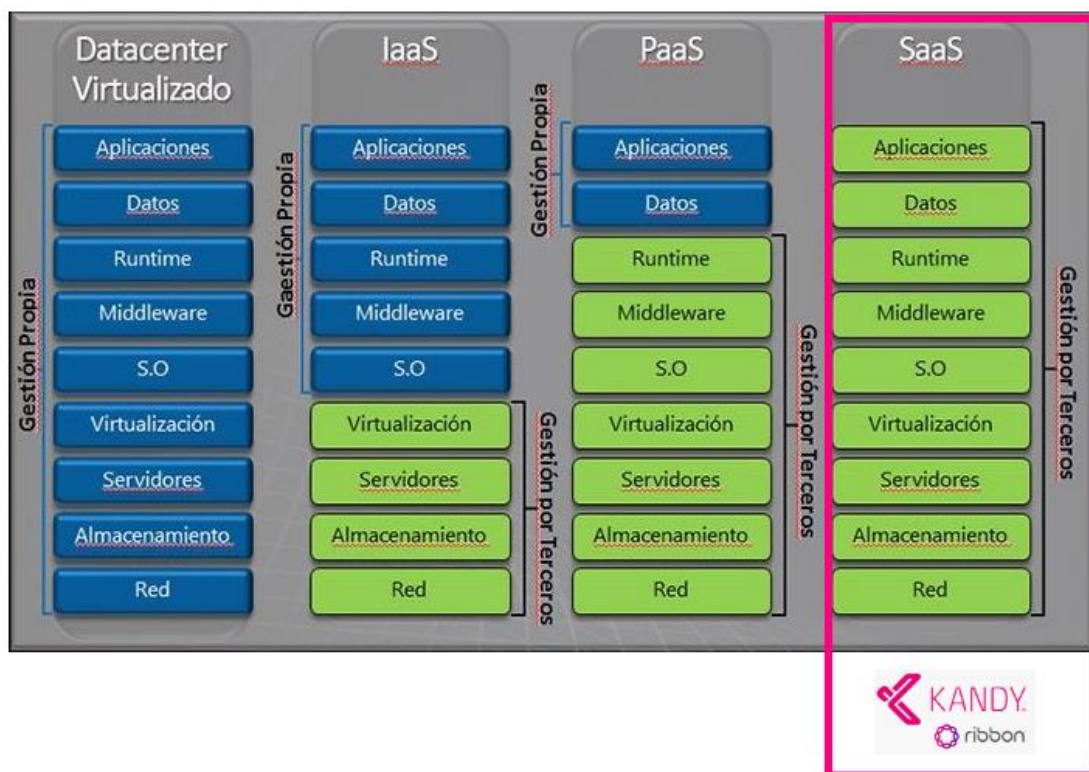 Datacenter
Virtualizado
Gestión Propia
Aplicaciones
Datos
Runtime
Middleware
S.O
Virtualización
Servidores
Almacenamiento
Red
IaaS
Gaestión Propia
Aplicaciones
Datos
Runtime
Middleware
S.O
Virtualización
Servidores
Almacenamiento
Red
Gestión por Terceros
PaaS
Gestión Propia
Aplicaciones
Datos
Runtime
Middleware
S.O
Virtualización
Servidores
Almacenamiento
Red
Gestión por Terceros
SaaS
Aplicaciones
Datos
Runtime
Middleware
S.O
Virtualización
Servidores
Almacenamiento
Red
Gestión por Terceros
KANDY.
ribbon